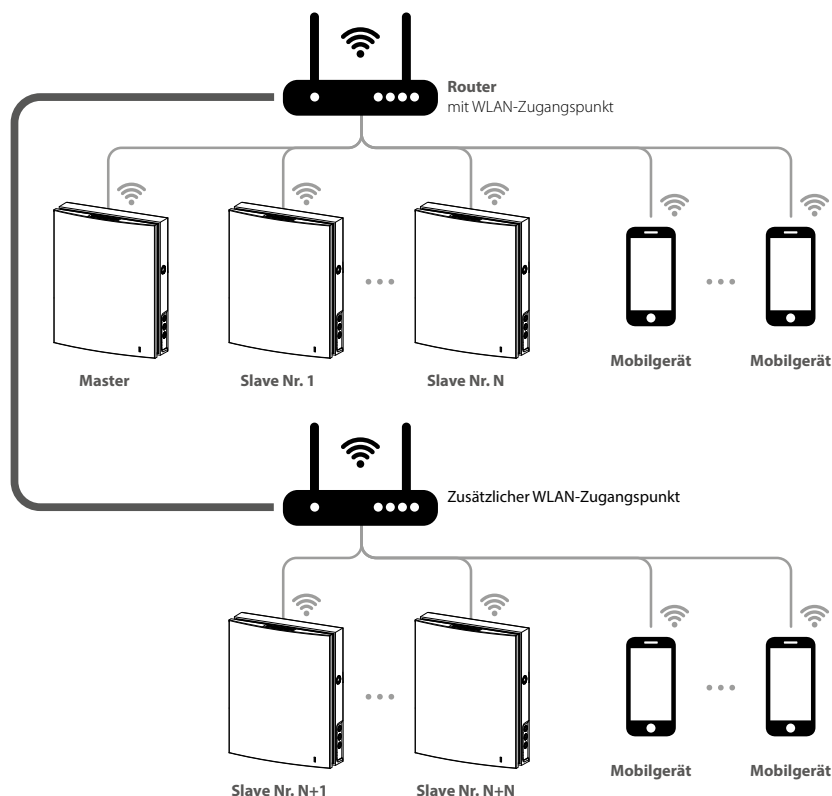 Router
mit WLAN-Zugangspunkt
Master
Slave Nr. 1
Slave Nr. N
Mobilgerät
Mobilgerät
Zusätzlicher WLAN-Zugangspunkt
Slave Nr. N+1
Slave Nr. N+N
Mobilgerät
Mobilgerät